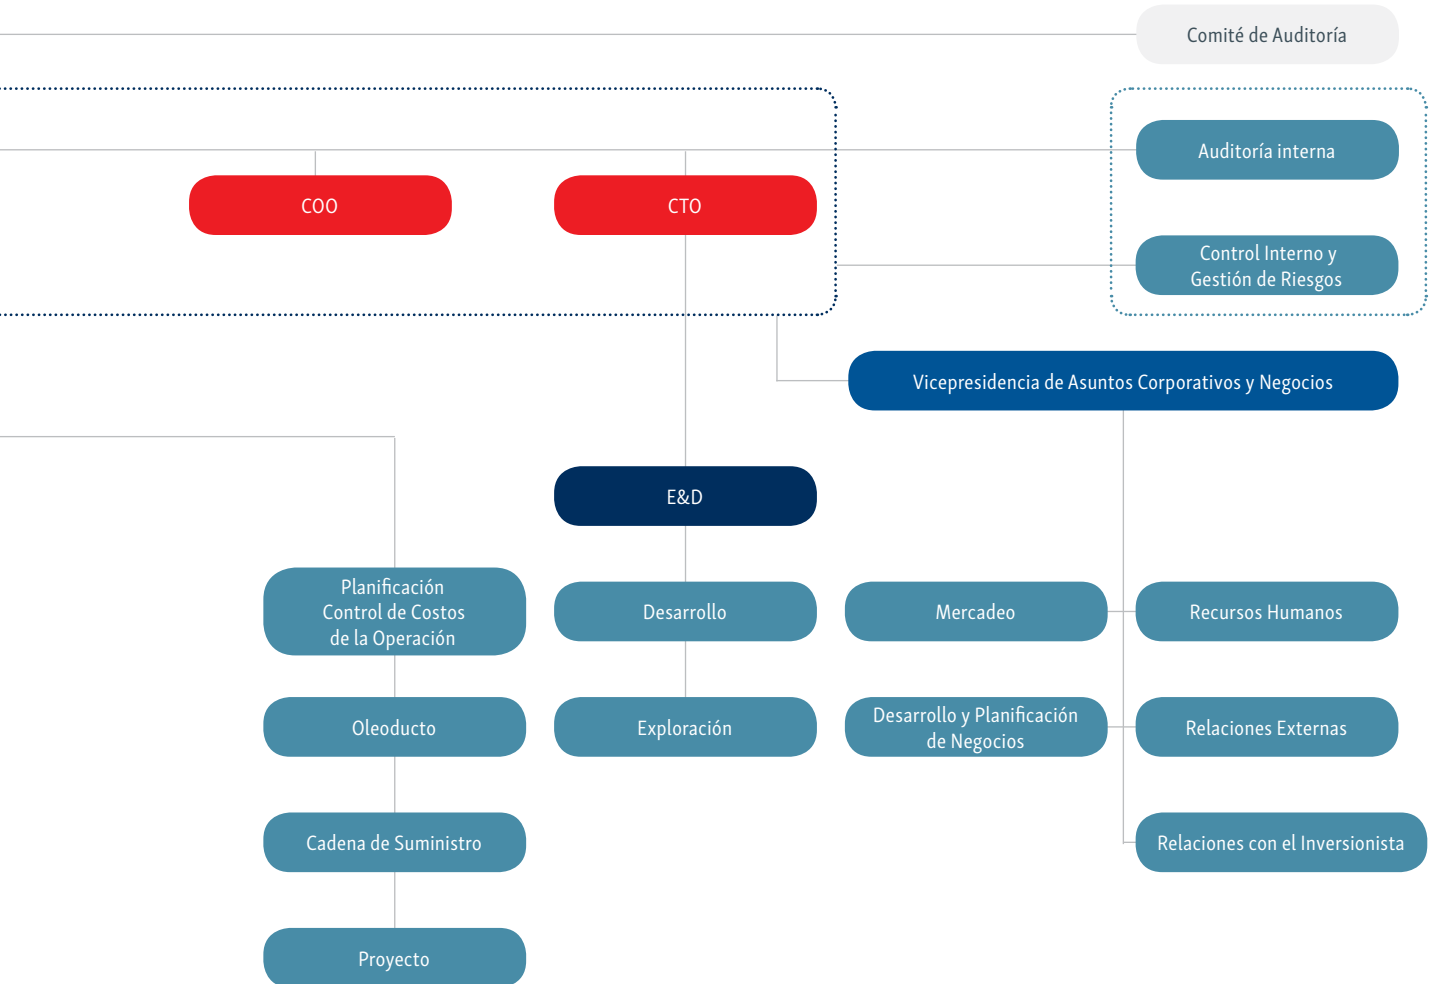 Comité de Auditoría
Auditoría interna
COO
CTO
Control Interno y
Gestión de Riesgos
Vicepresidencia de Asuntos Corporativos y Negocios
E&D
Planificación
Control de Costos
de la Operación
Desarrollo
Mercadeo
Recursos Humanos
Oleoducto
Exploración
Desarrollo y Planificación
de Negocios
Relaciones Externas
Cadena de Suministro
Relaciones con el Inversionista
Proyecto